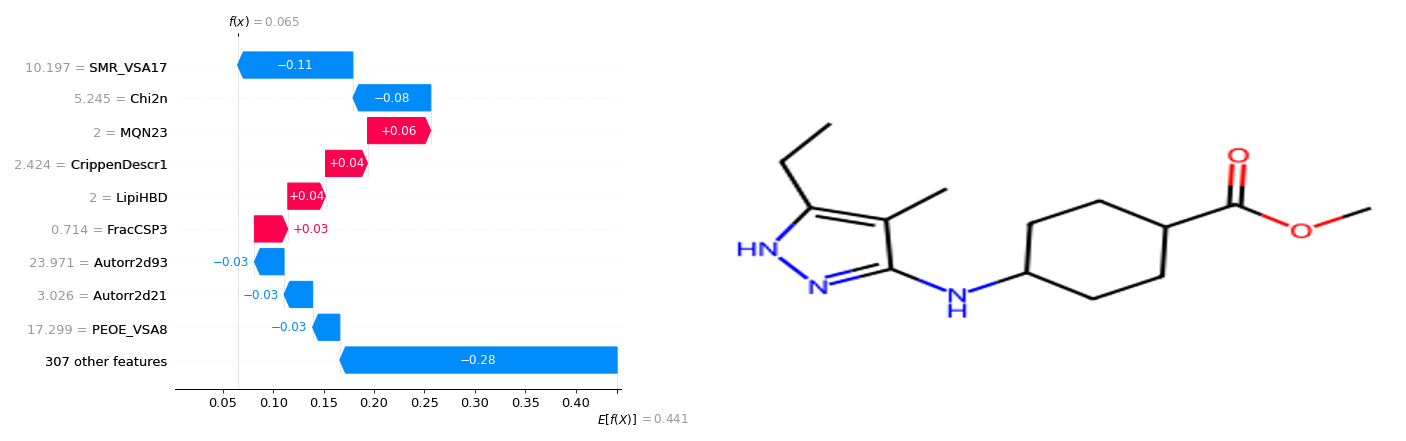 f(x) = 0.065
10.197 = SMR_VSA17 −0.11
5.245 = Chi2n −0.08
2 = MQN23 +0.06
2.424 = CrippenDescr1 +0.04
2 = LipiHBD +0.04
0.714 = FracCSP3 +0.03
23.971 = Autorr2d93 −0.03
3.026 = Autorr2d21 −0.03
17.299 = PEOE_VSA8 −0.03
307 other features −0.28
0.05 0.10 0.15 0.20 0.25 0.30 0.35 0.40
E[f(X)] = 0.441
O
O
HN
N
N
H